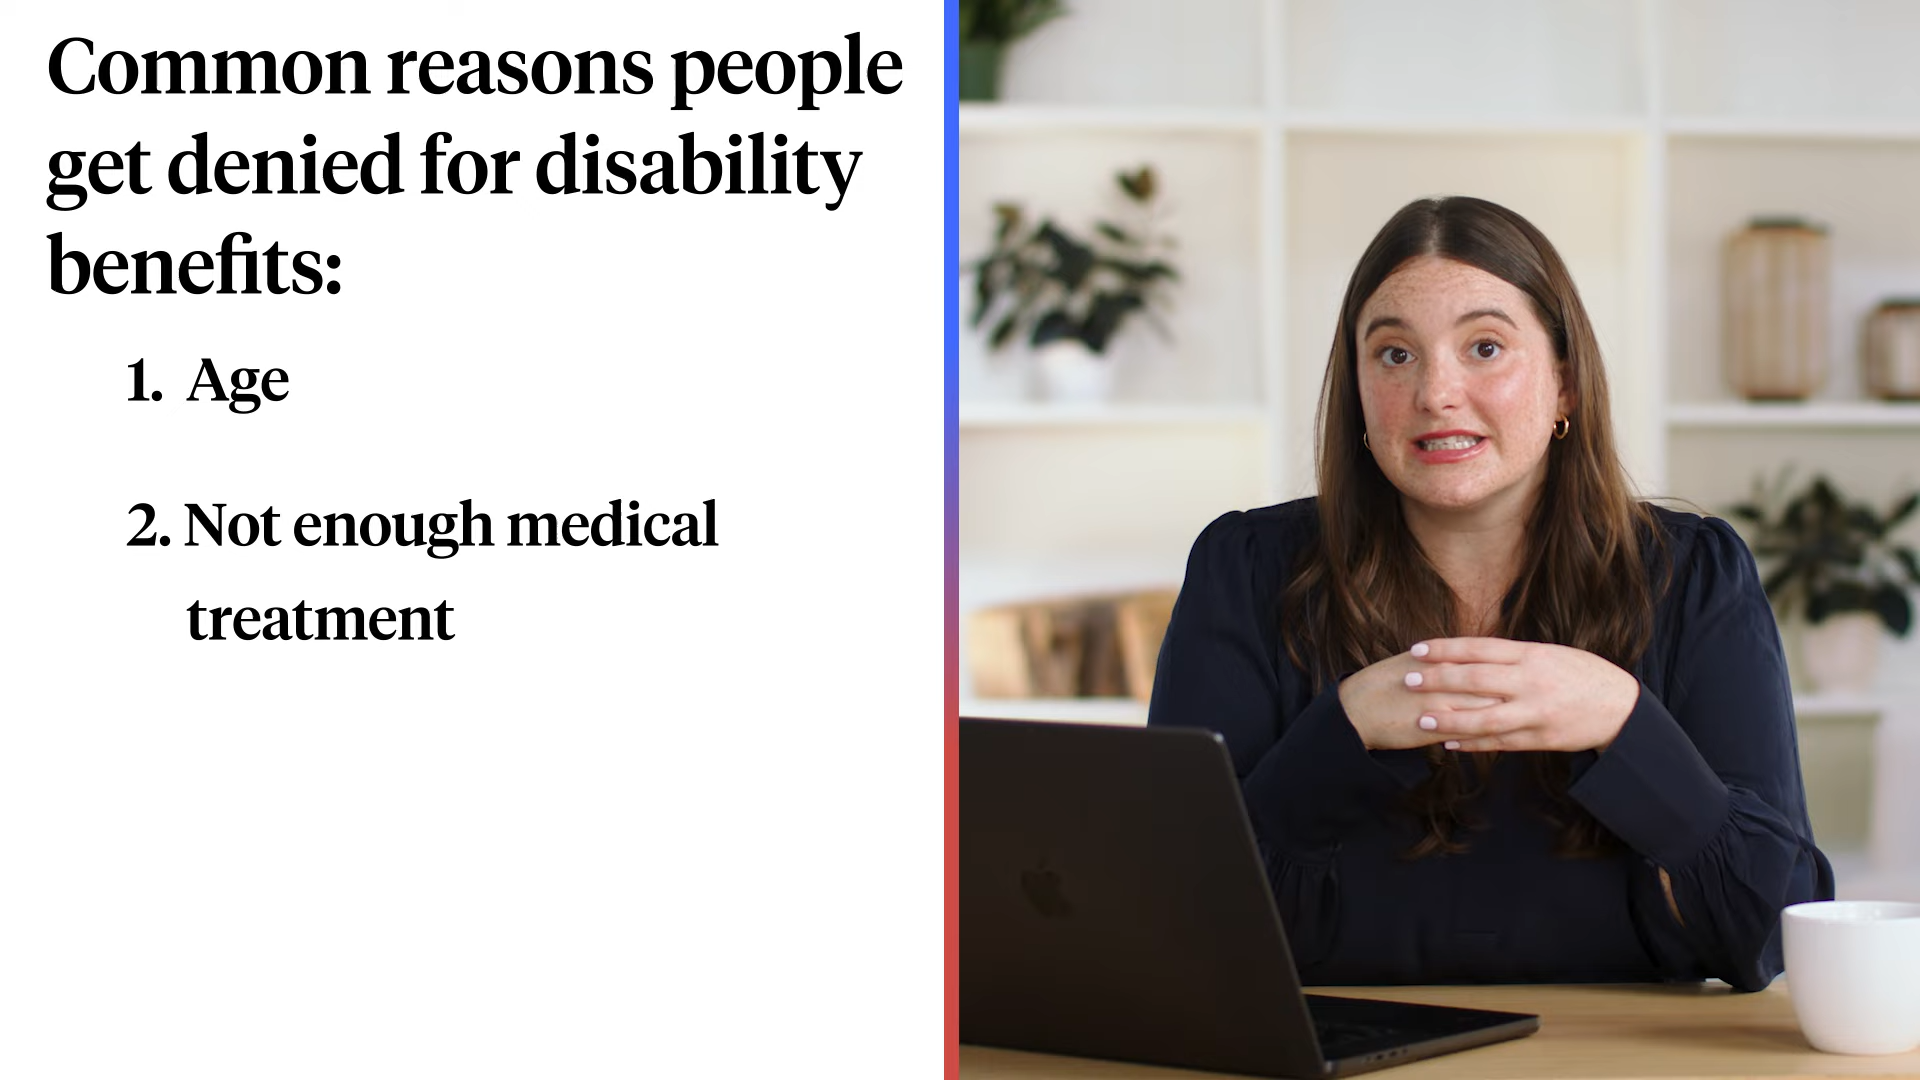 Common reasons people
get denied for disability
benefits:
1. Age
2. Not enough medical
treatment